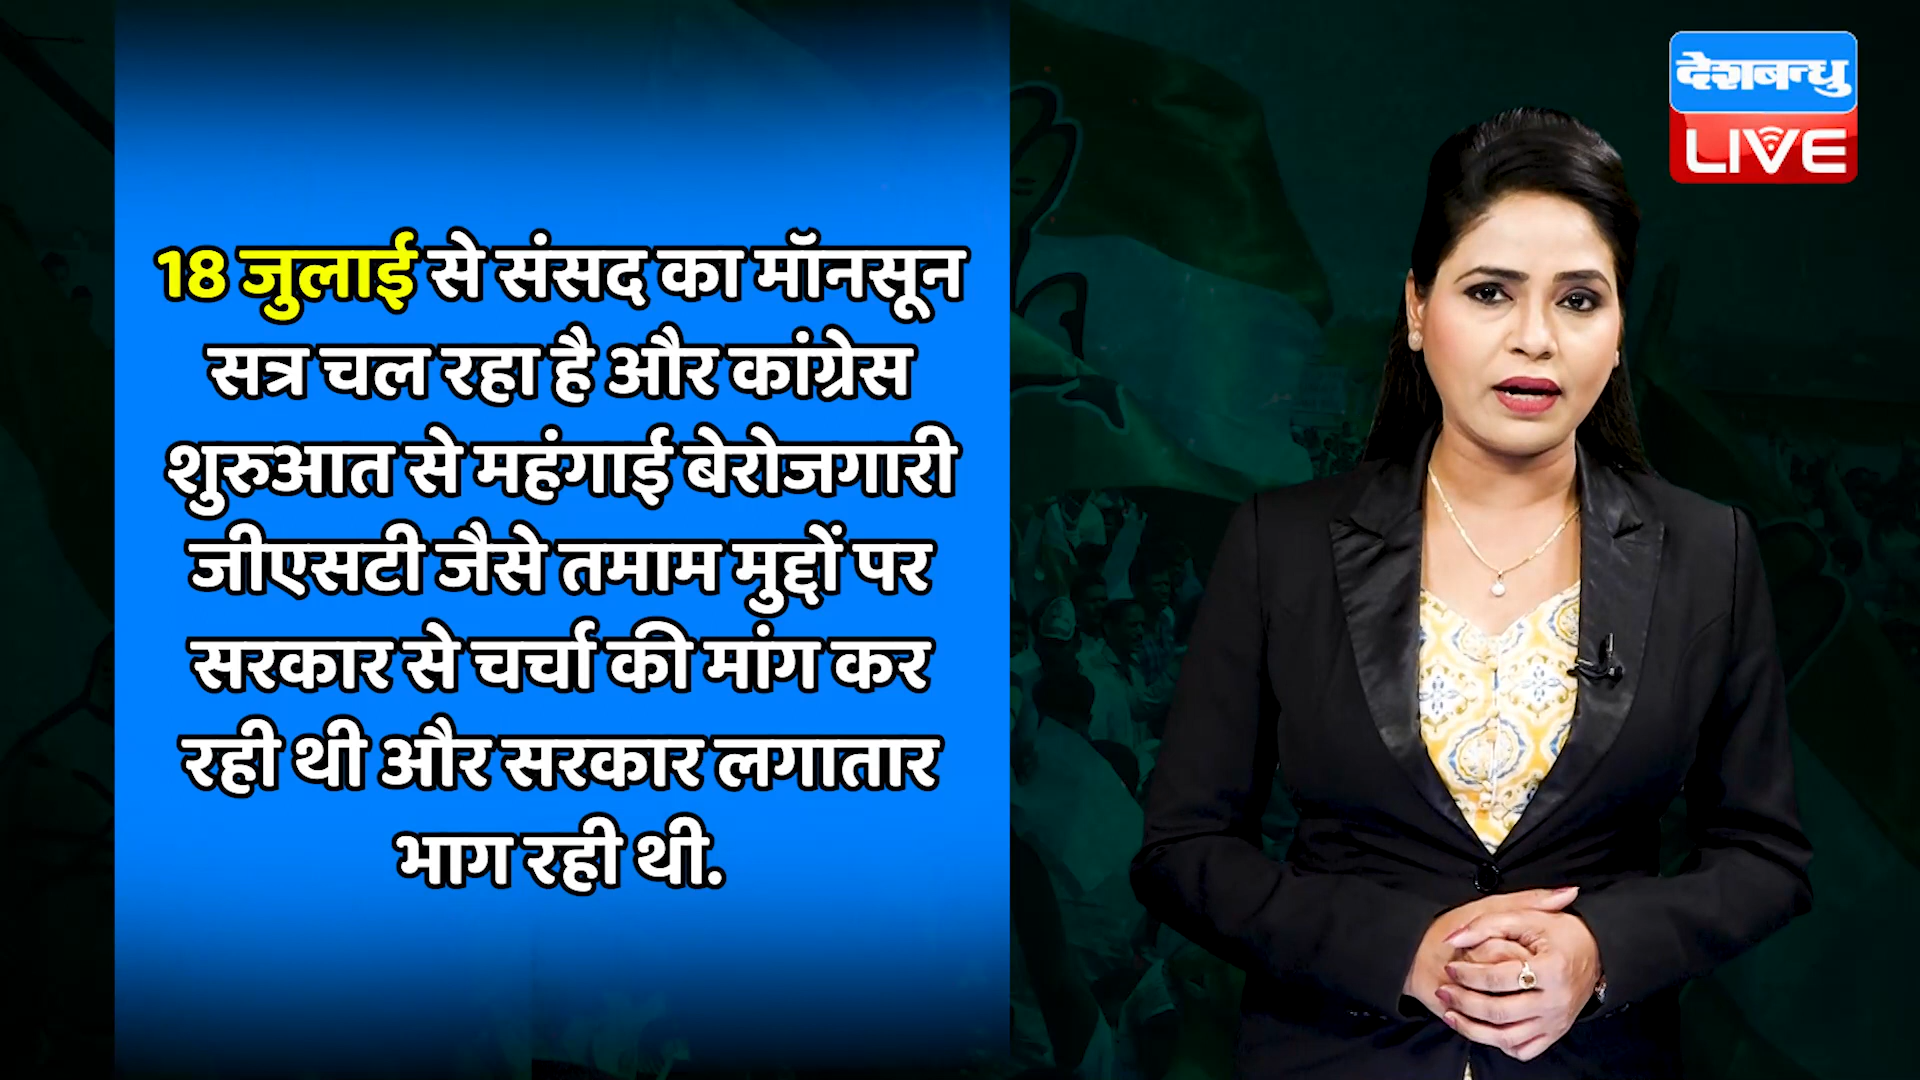 18 जुलाई से संसद का मॉनसून
सत्र चल रहा है और कांग्रेस
शुरुआत से महंगाई बेरोजगारी
जीएसटी जैसे तमाम मुद्दों पर
सरकार से चर्चा की मांग कर
रही थी और सरकार लगातार
भाग रही थी.
देशबन्धु
LIVE